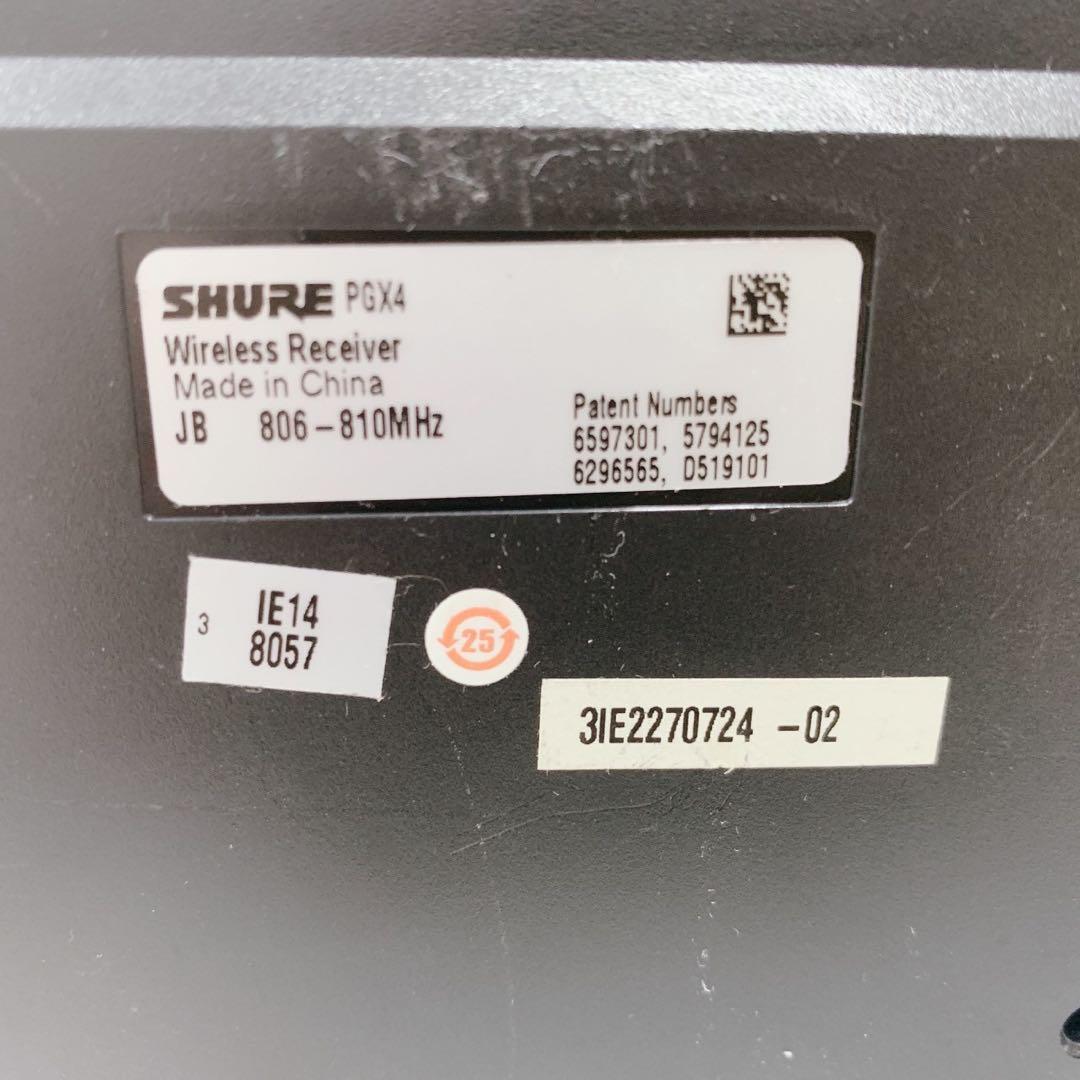 SHURE PGX4
Wireless Receiver
Made in China
JB 806-810MHz
Patent Numbers
6597301, 5794125
6296565, D519101
3 IE14
8057
25
3IE2270724 -02